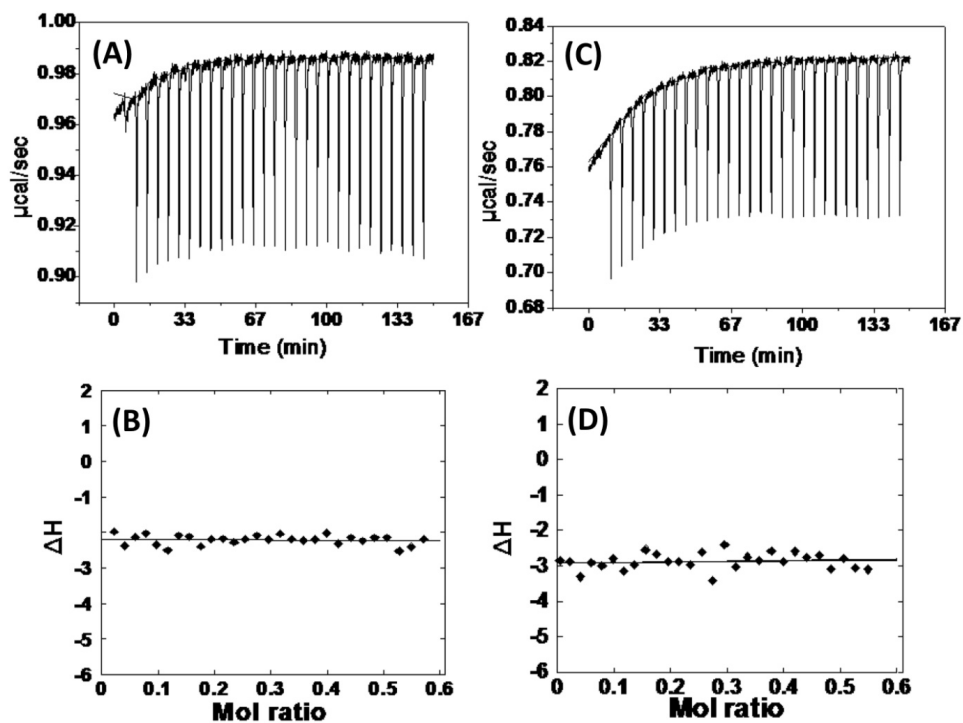 (A)
1.00
0.98
0.96
0.94
0.92
0.90
µcal/sec
0 33 67 100 133 167
Time (min)
(C)
0.84
0.82
0.80
0.78
0.76
0.74
0.72
0.70
0.68
µcal/sec
0 33 67 100 133 167
Time (min)
(B)
2
1
0
-1
-2
-3
-4
-5
-6
ΔH
0 0.1 0.2 0.3 0.4 0.5 0.6
Mol ratio
(D)
2
1
0
-1
-2
-3
-4
-5
-6
ΔH
0 0.1 0.2 0.3 0.4 0.5 0.6
Mol ratio